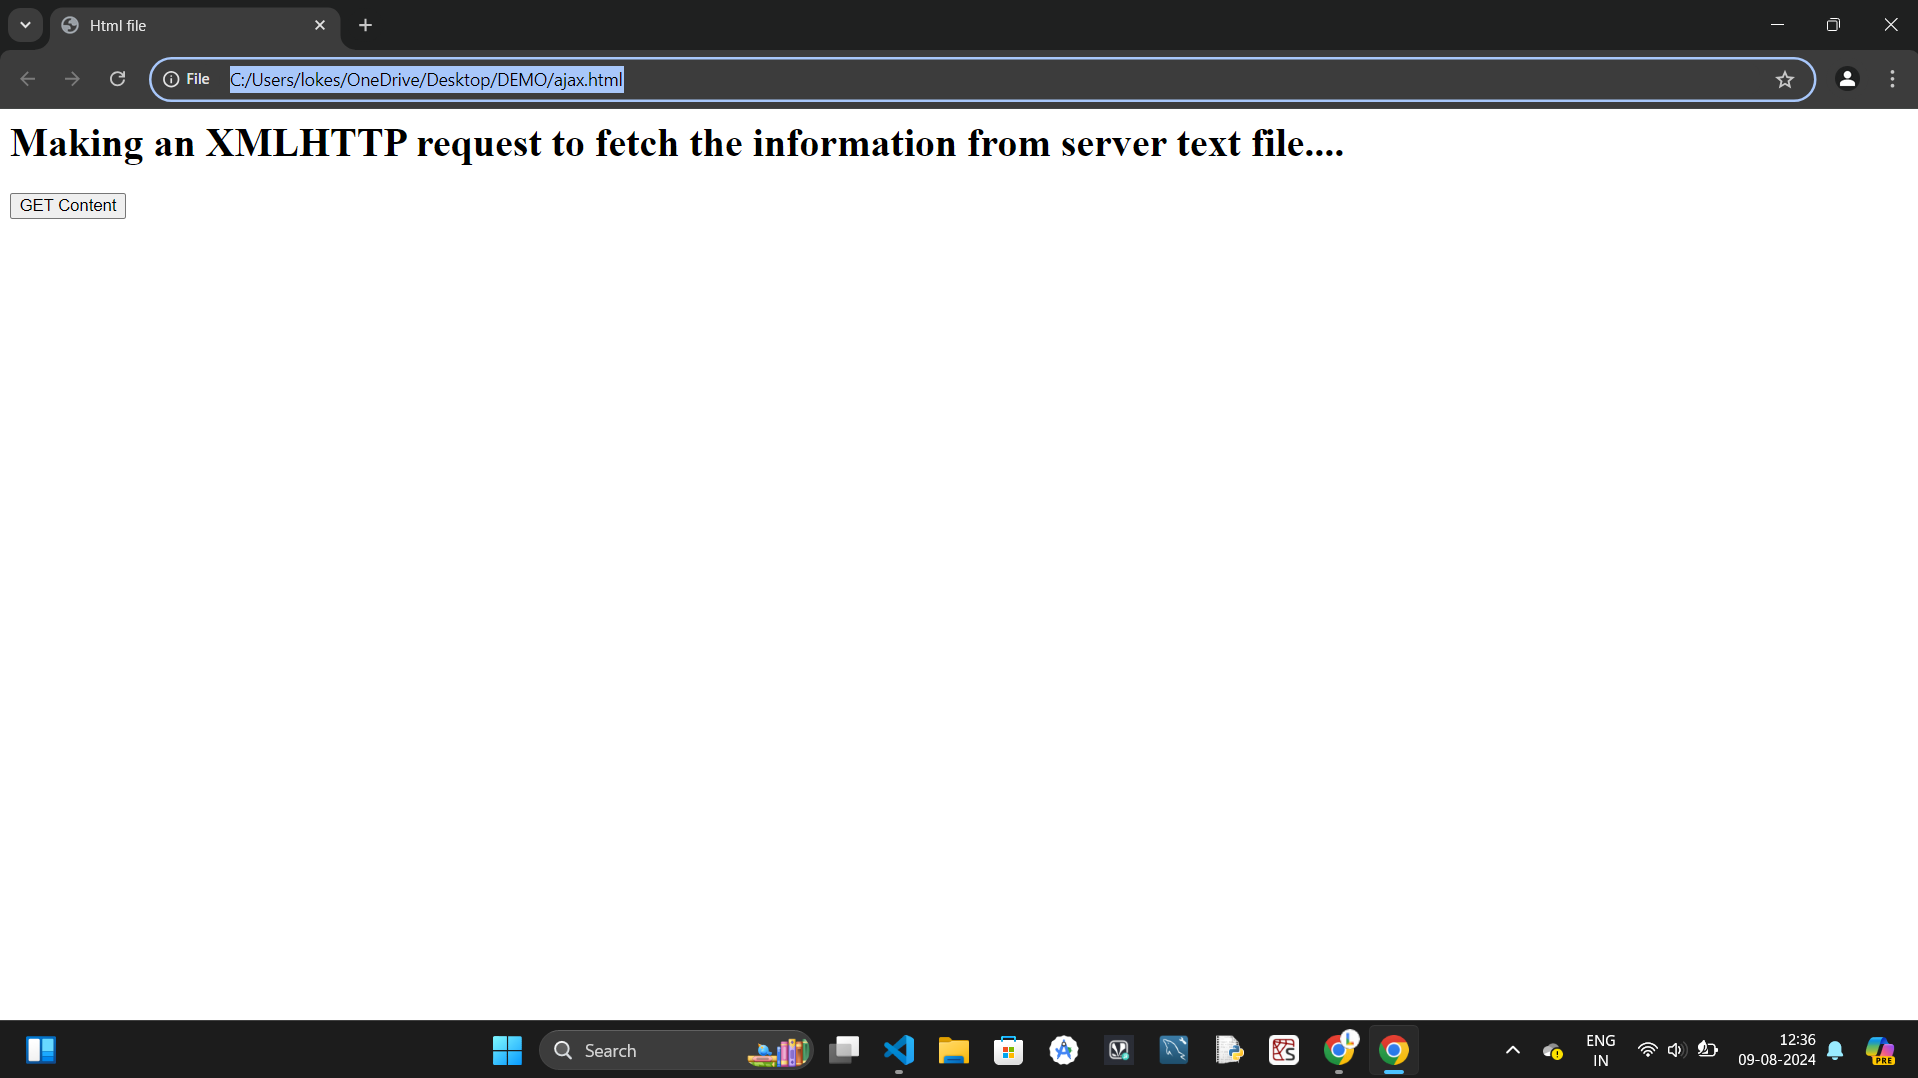 Html file
File C:/Users/lokes/OneDrive/Desktop/DEMO/ajax.html
Making an XMLHTTP request to fetch the information from server text file....
GET Content
Search
ENG
IN
12:36
09-08-2024
PRE
L